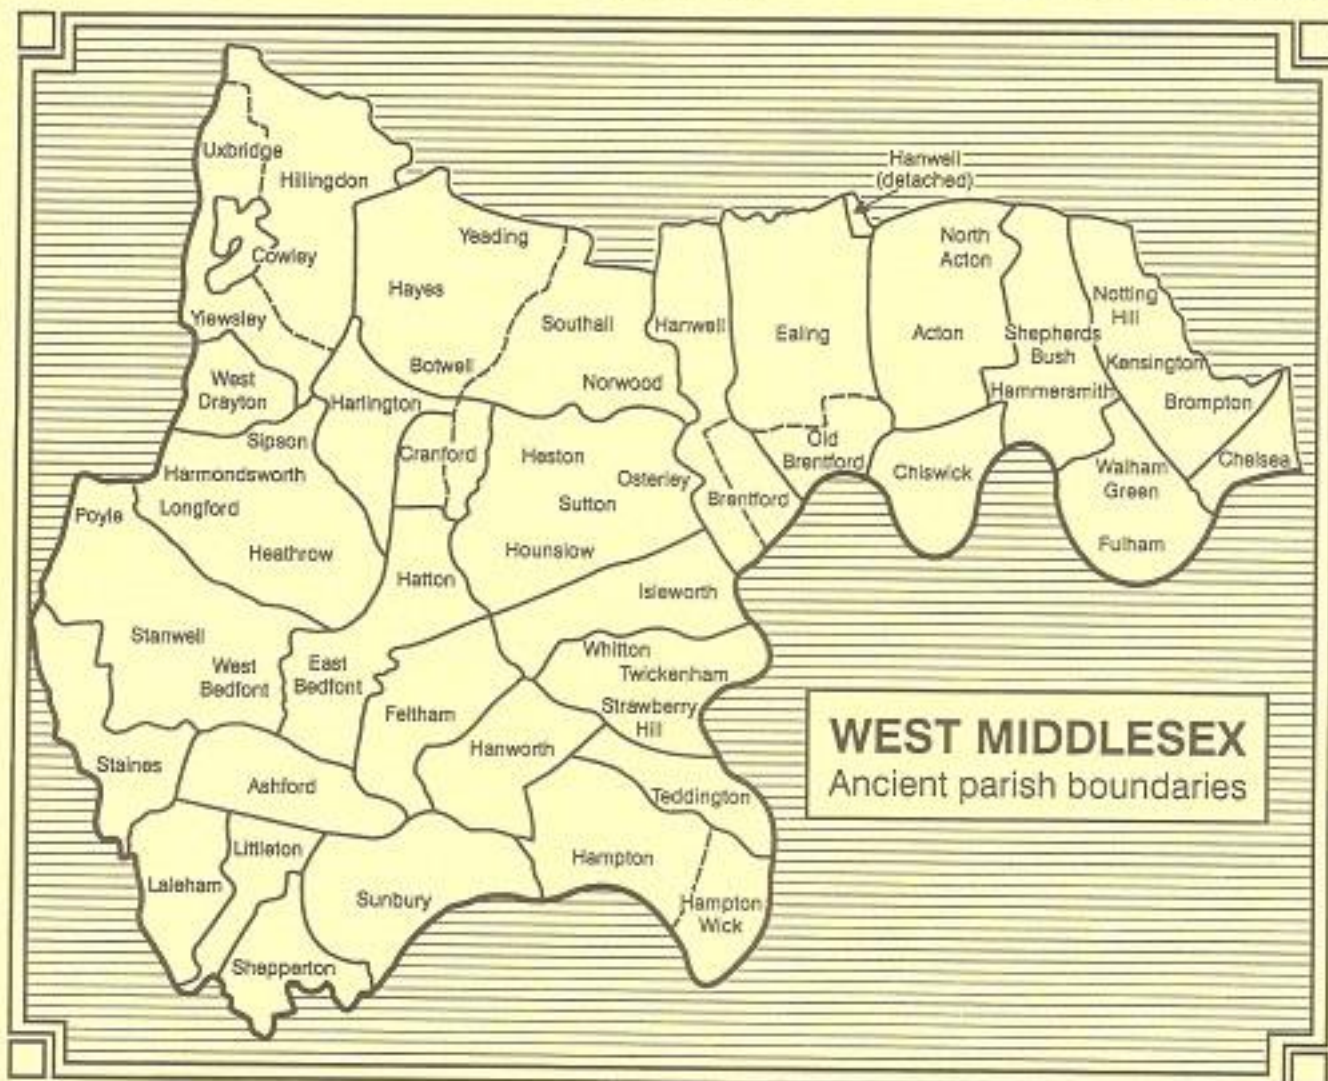 Hanwell
(detached)
Uxbridge
Hillingdon
Cowley
Yiewsley
Yeading
Hayes
Botwell
Southall
Norwood
Hanwell
Ealing
North
Acton
Acton
Shepherds
Bush
Hammersmith
Notting
Hill
Kensington
Brompton
Chelsea
West
Drayton
Harlington
Sipson
Harmondsworth
Longford
Heathrow
Cranford
Heston
Osterley
Sutton
Hounslow
Brentford
Old
Brentford
Chiswick
Walham
Green
Fulham
Poyle
Stanwell
West
Bedfont
East
Bedfont
Hatton
Isleworth
Whitton
Twickenham
Strawberry
Hill
Feltham
Hanworth
Staines
Ashford
Teddington
Laleham
Littleton
Sunbury
Hampton
Hampton
Wick
Shepperton
WEST MIDDLESEX
Ancient parish boundaries